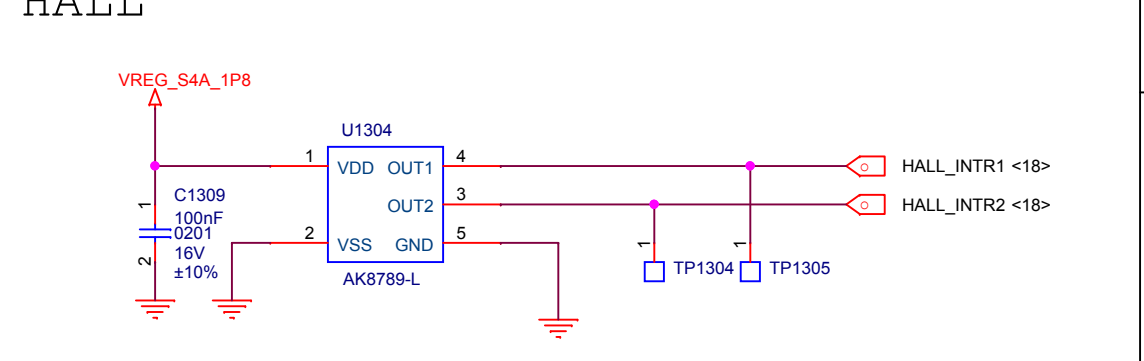 HALL
VREG_S4A_1P8
U1304
1
VDD
OUT1
4
HALL_INTR1 <18>
OUT2
3
HALL_INTR2 <18>
2
VSS
GND
5
AK8789-L
1
C1309
100nF
0201
16V
±10%
2
1
TP1304
1
TP1305